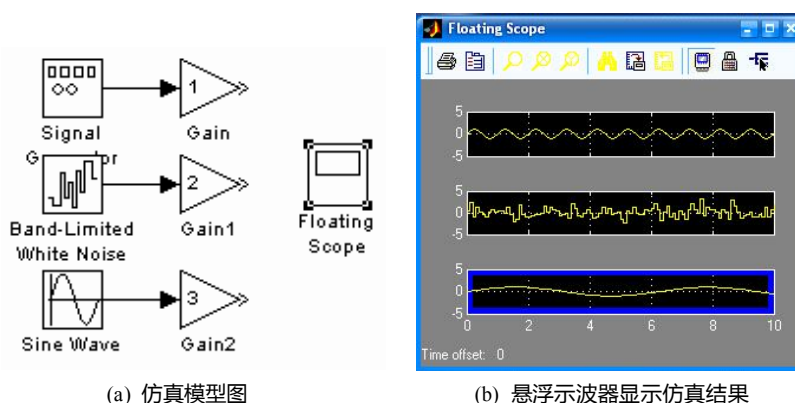 1
Signal
Gain
G
or
2
Band-Limited
White Noise
Gain1
Floating
Scope
3
Sine Wave
Gain2
Floating Scope
5
0
-5
5
0
-5
5
0
-5
0 2 4 6 8 10
Time offset: 0
(a) 仿真模型图
(b) 悬浮示波器显示仿真结果